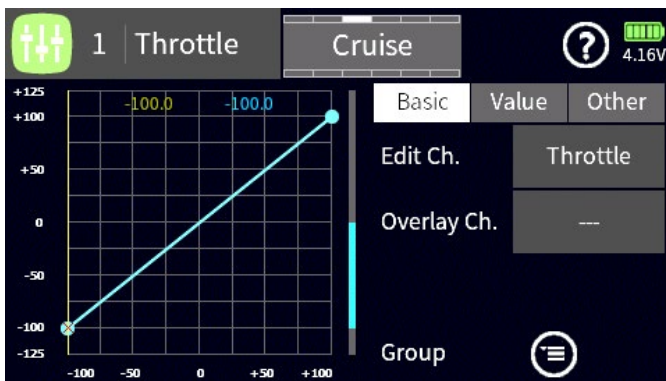 1 Throttle Cruise ? 4.16V
+125
+100
+50
0
-50
-100
-125
-100.0 -100.0
-100 -50 0 +50 +100
Basic Value Other
Edit Ch. Throttle
Overlay Ch. ---
Group